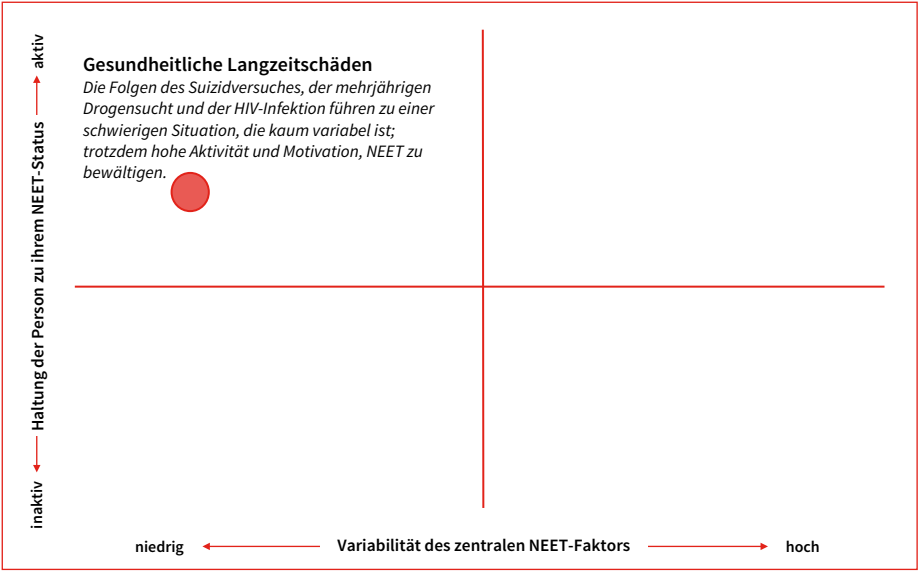 Gesundheitliche Langzeitschäden
Die Folgen des Suizidversuches, der mehrjährigen
Drogensucht und der HIV-Infektion führen zu einer
schwierigen Situation, die kaum variabel ist;
trotzdem hohe Aktivität und Motivation, NEET zu
bewältigen.
aktiv
Haltung der Person zu ihrem NEET-Status
inaktiv
niedrig
Variabilität des zentralen NEET-Faktors
hoch